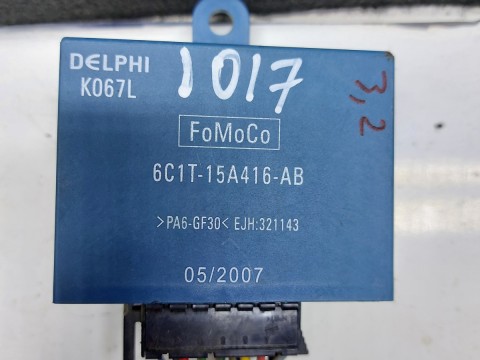 DELPHI
K067L
1017
3,2
FoMoCo
6C1T-15A416-AB
>PA6-GF30< EJH:321143
05/2007